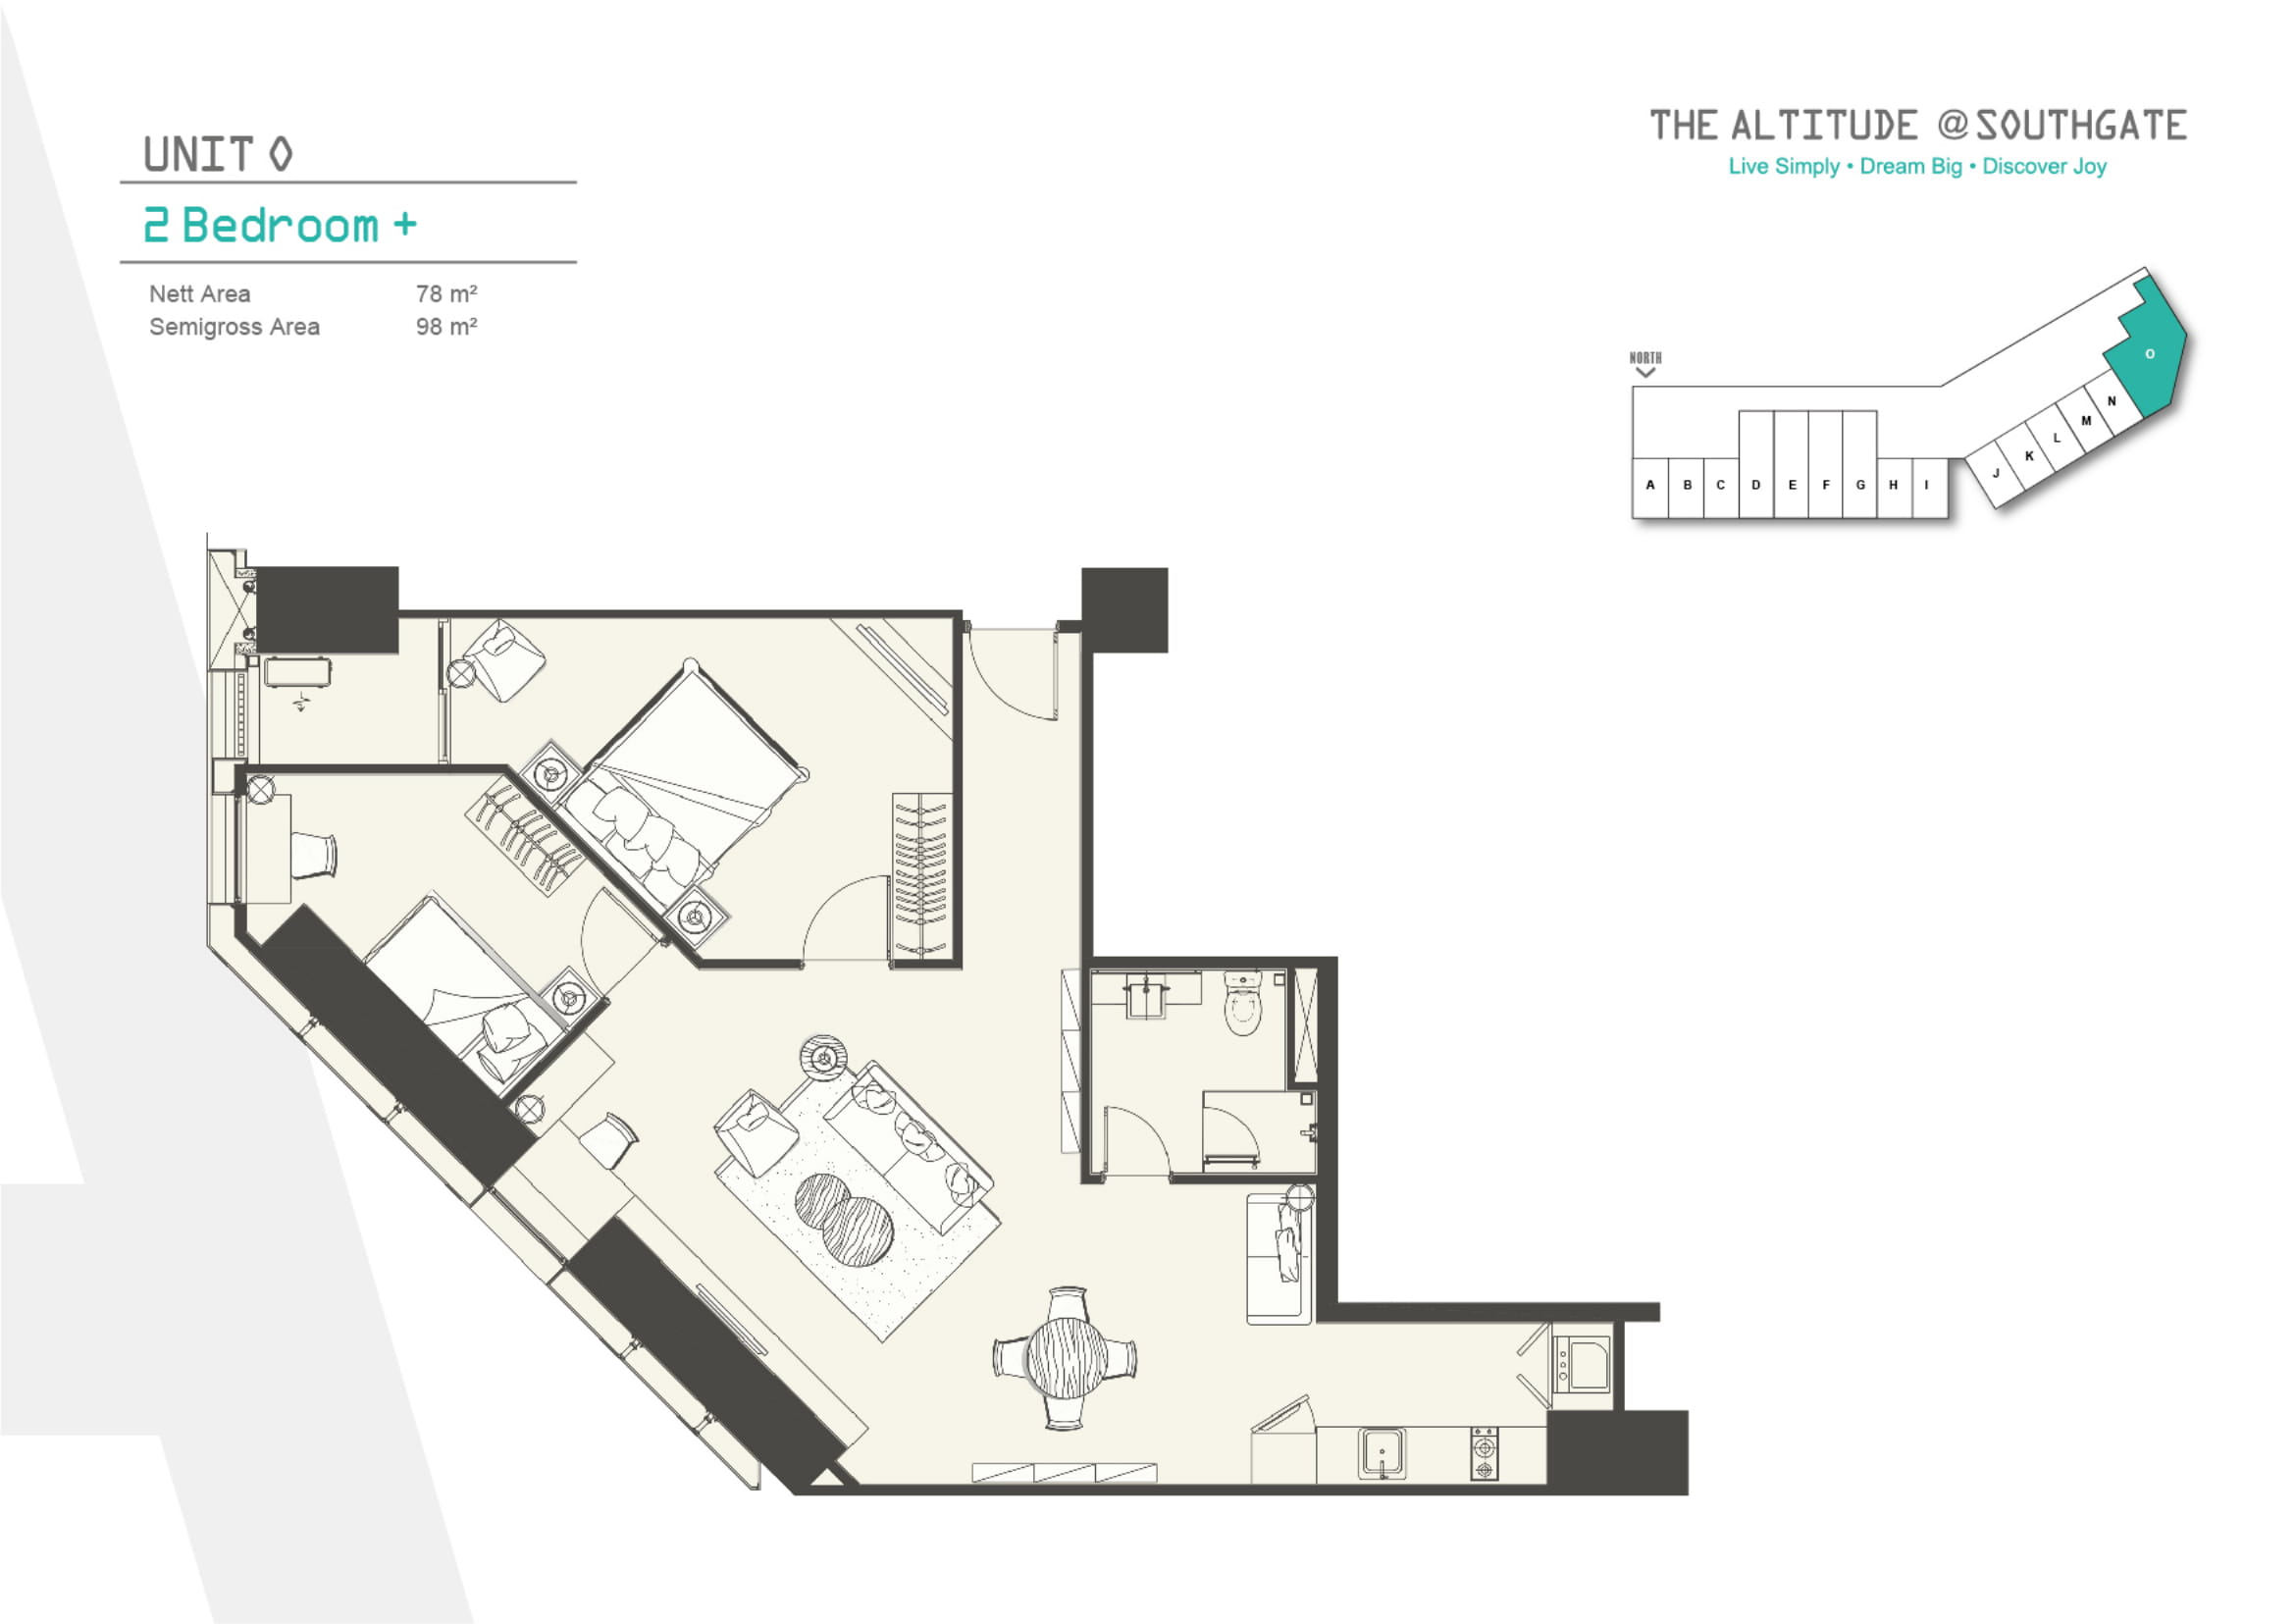 UNIT O
THE ALTITUDE @ SOUTHGATE
Live Simply • Dream Big • Discover Joy
2 Bedroom +
Nett Area 78 m²
Semigross Area 98 m²
NORTH
O
N
M
L
K
J
A B C D E F G H I